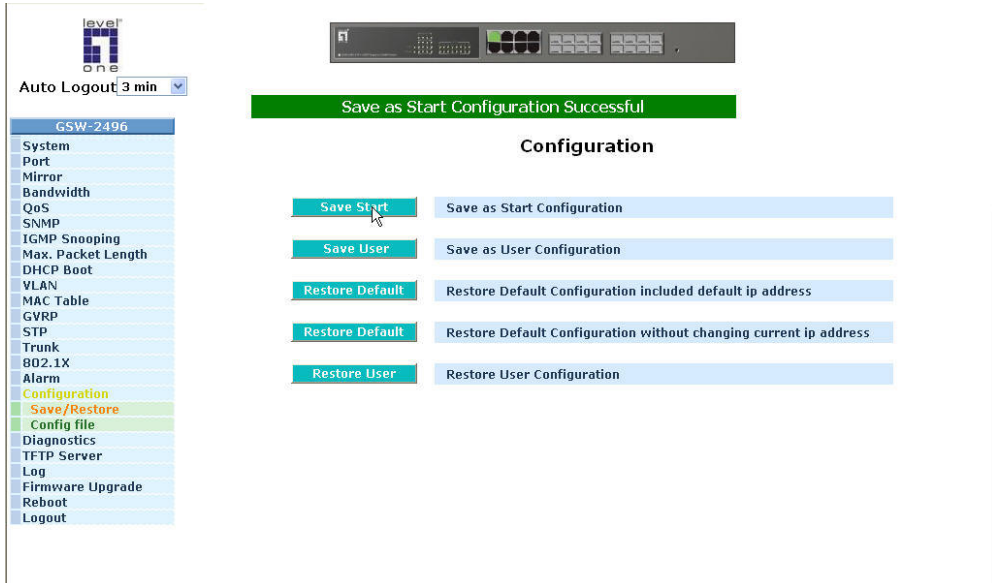 level
one
Auto Logout 3 min
Save as Start Configuration Successful
GSW-2496
System
Port
Mirror
Bandwidth
QoS
SNMP
IGMP Snooping
Max. Packet Length
DHCP Boot
VLAN
MAC Table
GVRP
STP
Trunk
802.1X
Alarm
Configuration
Save/Restore
Config file
Diagnostics
TFTP Server
Log
Firmware Upgrade
Reboot
Logout
Configuration
Save Start Save as Start Configuration
Save User Save as User Configuration
Restore Default Restore Default Configuration included default ip address
Restore Default Restore Default Configuration without changing current ip address
Restore User Restore User Configuration